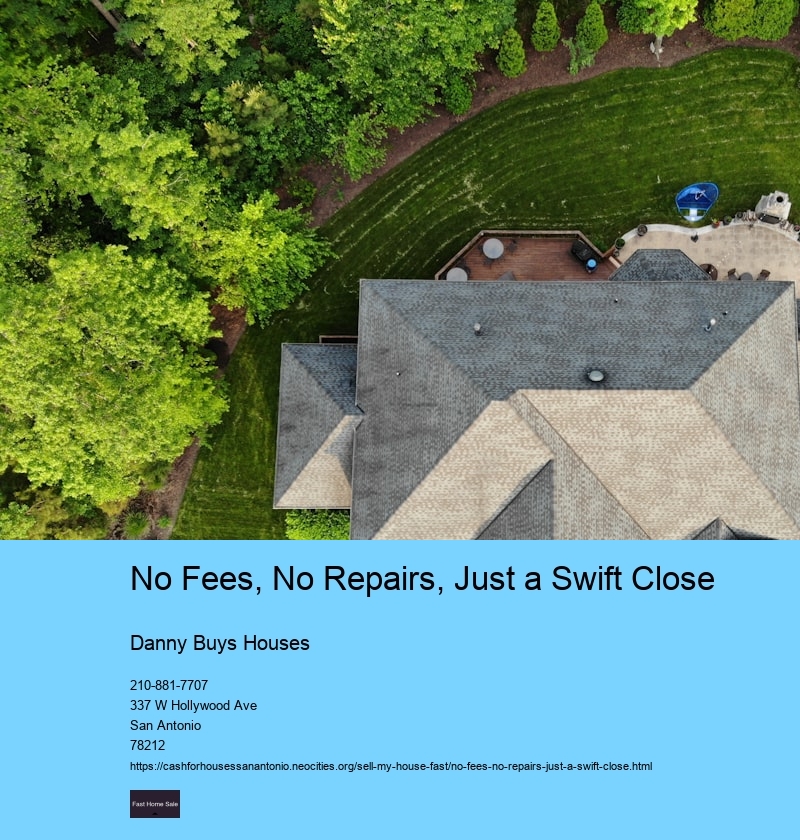 No Fees, No Repairs, Just a Swift Close
Danny Buys Houses
210-881-7707
337 W Hollywood Ave
San Antonio
78212
https://cashforhousessanantonio.neocities.org/sell-my-house-fast/no-fees-no-repairs-just-a-swift-close.html
Fast Home Sale